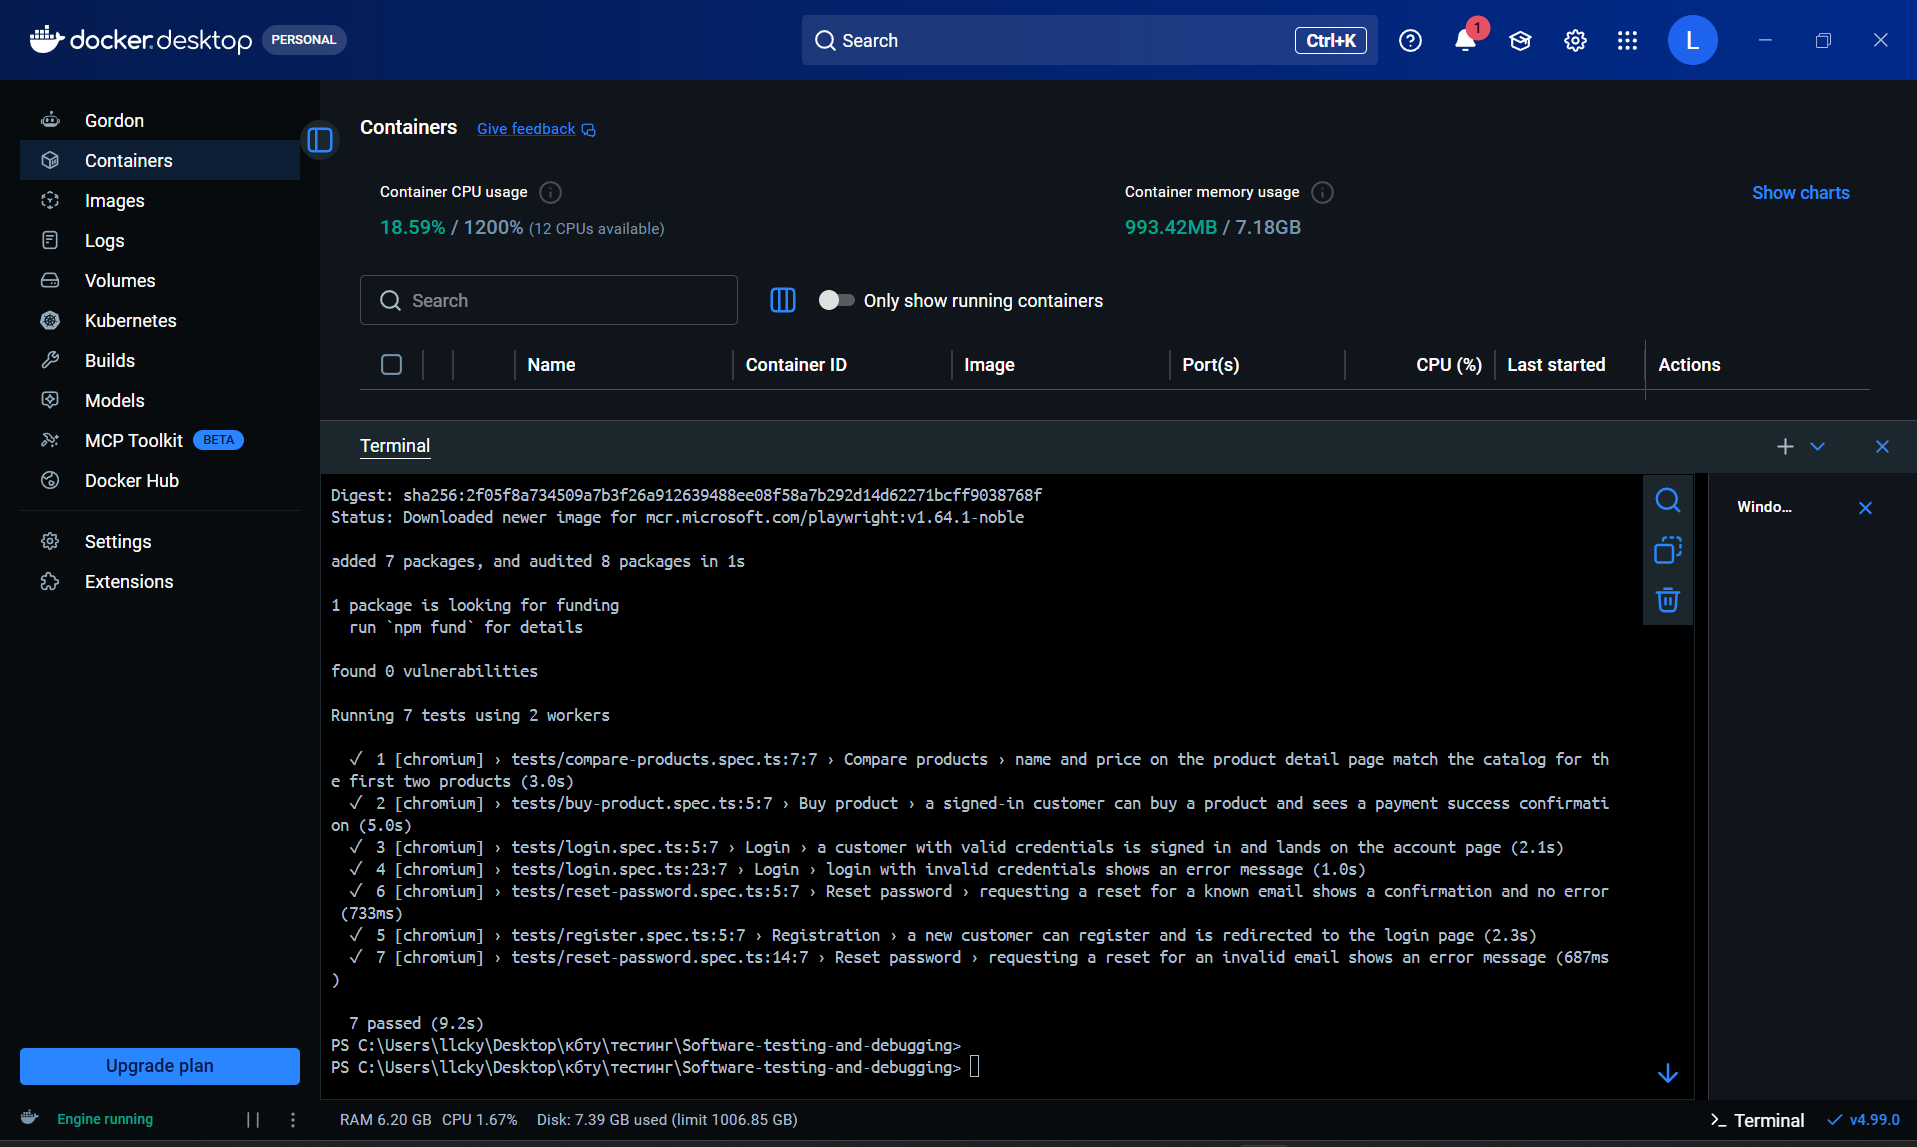 docker.desktop PERSONAL
Search Ctrl+K
1
L
Gordon
Containers
Images
Logs
Volumes
Kubernetes
Builds
Models
MCP Toolkit BETA
Docker Hub
Settings
Extensions
Upgrade plan
Containers Give feedback
Container CPU usage
18.59% / 1200% (12 CPUs available)
Container memory usage
993.42MB / 7.18GB
Show charts
Search
Only show running containers
Name Container ID Image Port(s) CPU (%) Last started Actions
Terminal
Windo...
Digest: sha256:2f05f8a734509a7b3f26a912639488ee08f58a7b292d14d62271bcff9038768f
Status: Downloaded newer image for mcr.microsoft.com/playwright:v1.64.1-noble
added 7 packages, and audited 8 packages in 1s
1 package is looking for funding
run `npm fund` for details
found 0 vulnerabilities
Running 7 tests using 2 workers
✓ 1 [chromium] › tests/compare-products.spec.ts:7:7 › Compare products › name and price on the product detail page match the catalog for th
e first two products (3.0s)
✓ 2 [chromium] › tests/buy-product.spec.ts:5:7 › Buy product › a signed-in customer can buy a product and sees a payment success confirmati
on (5.0s)
✓ 3 [chromium] › tests/login.spec.ts:5:7 › Login › a customer with valid credentials is signed in and lands on the account page (2.1s)
✓ 4 [chromium] › tests/login.spec.ts:23:7 › Login › login with invalid credentials shows an error message (1.0s)
✓ 6 [chromium] › tests/reset-password.spec.ts:5:7 › Reset password › requesting a reset for a known email shows a confirmation and no error
(733ms)
✓ 5 [chromium] › tests/register.spec.ts:5:7 › Registration › a new customer can register and is redirected to the login page (2.3s)
✓ 7 [chromium] › tests/reset-password.spec.ts:14:7 › Reset password › requesting a reset for an invalid email shows an error message (687ms
)
7 passed (9.2s)
PS C:\Users\llcky\Desktop\кбту\тестинг\Software-testing-and-debugging>
PS C:\Users\llcky\Desktop\кбту\тестинг\Software-testing-and-debugging>
Engine running
RAM 6.20 GB CPU 1.67% Disk: 7.39 GB used (limit 1006.85 GB)
Terminal
v4.99.0